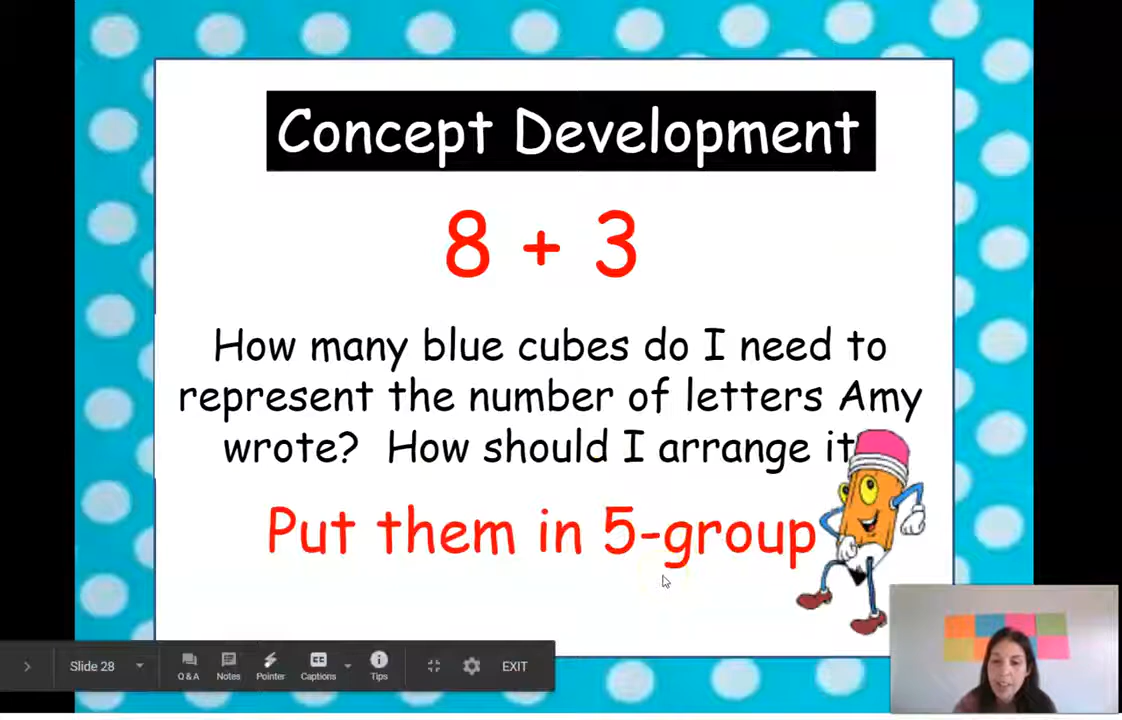 Concept Development
8 + 3
How many blue cubes do I need to
represent the number of letters Amy
wrote? How should I arrange it
Put them in 5-group
Slide 28
Q & A
Notes
Pointer
Captions
Tips
EXIT